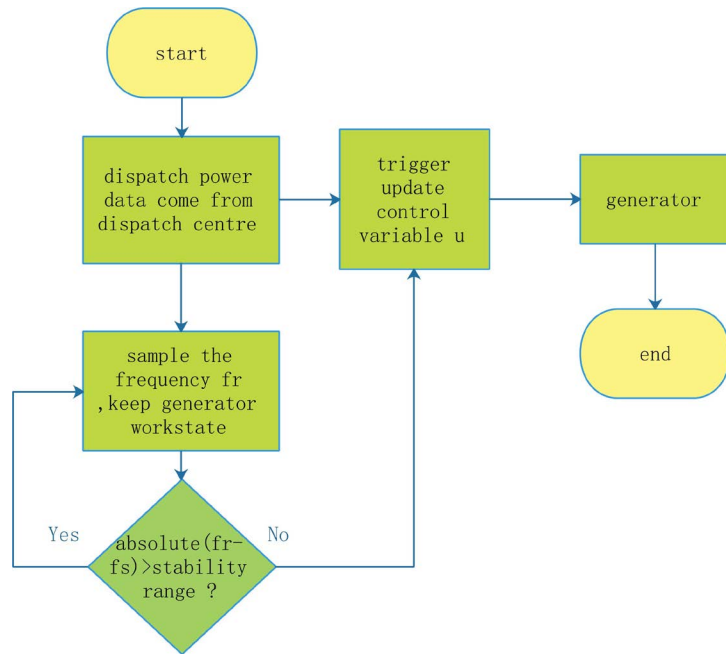 start
dispatch power
data come from
dispatch centre
trigger
update
control
variable u
generator
end
sample the
frequency fr
,keep generator
workstate
Yes
No
absolute(fr-
fs)>stability
range ?